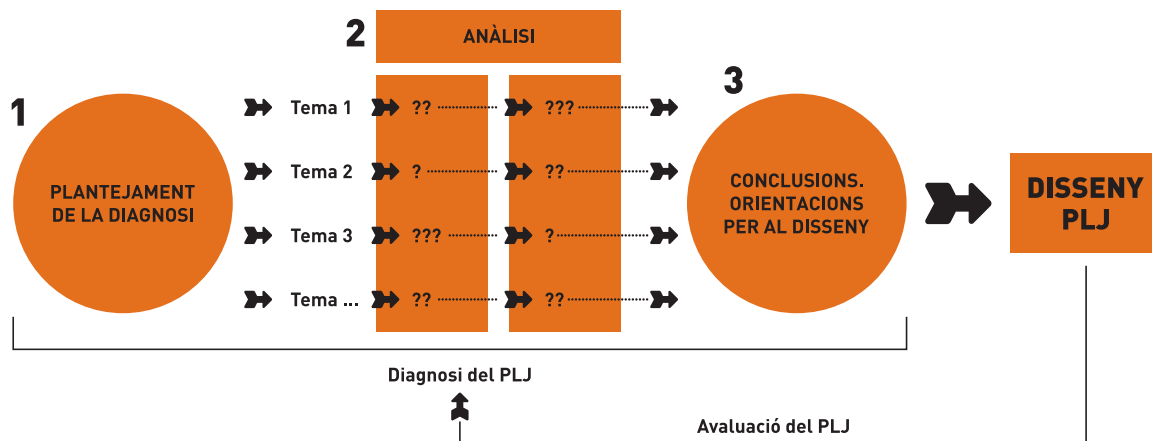 2
ANÀLISI
1
3
PLANTEJAMENT
DE LA DIAGNOSI
Tema 1
??
???
Tema 2
?
??
Tema 3
???
?
Tema ...
??
??
CONCLUSIONS.
ORIENTACIONS
PER AL DISSENY
DISSENY
PLJ
Diagnosi del PLJ
Avaluació del PLJ